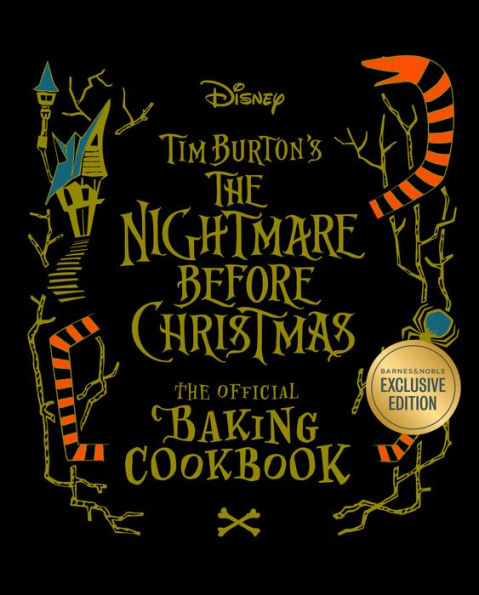 Disney
TIM BURTON'S
THE
NIGHTMARE
BEFORE
CHRISTMAS
THE OFFICIAL
BAKING
COOKBOOK
BARNES&NOBLE
EXCLUSIVE
EDITION